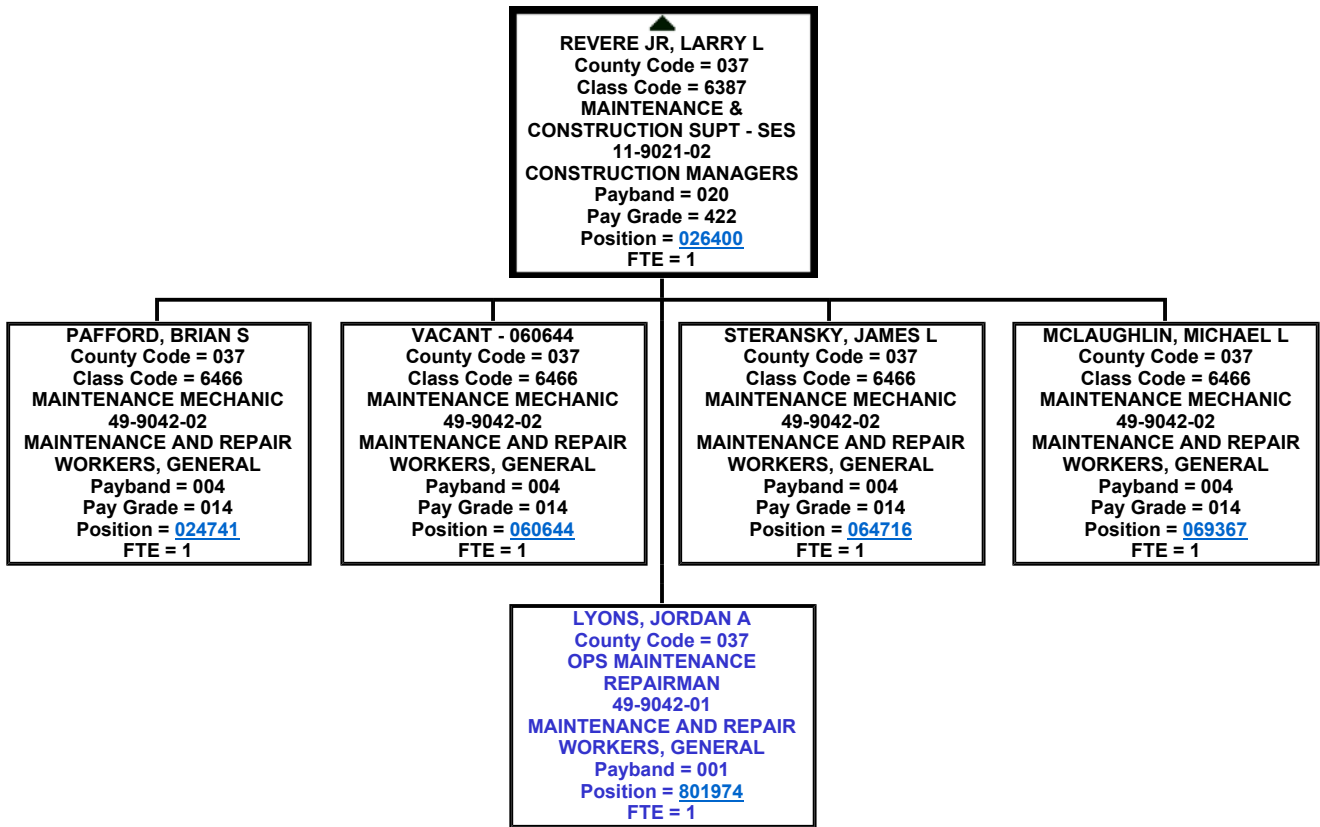 REVERE JR, LARRY L
County Code = 037
Class Code = 6387
MAINTENANCE &
CONSTRUCTION SUPT - SES
11-9021-02
CONSTRUCTION MANAGERS
Payband = 020
Pay Grade = 422
Position = 026400
FTE = 1
PAFFORD, BRIAN S
County Code = 037
Class Code = 6466
MAINTENANCE MECHANIC
49-9042-02
MAINTENANCE AND REPAIR
WORKERS, GENERAL
Payband = 004
Pay Grade = 014
Position = 024741
FTE = 1
VACANT - 060644
County Code = 037
Class Code = 6466
MAINTENANCE MECHANIC
49-9042-02
MAINTENANCE AND REPAIR
WORKERS, GENERAL
Payband = 004
Pay Grade = 014
Position = 060644
FTE = 1
STERANSKY, JAMES L
County Code = 037
Class Code = 6466
MAINTENANCE MECHANIC
49-9042-02
MAINTENANCE AND REPAIR
WORKERS, GENERAL
Payband = 004
Pay Grade = 014
Position = 064716
FTE = 1
MCLAUGHLIN, MICHAEL L
County Code = 037
Class Code = 6466
MAINTENANCE MECHANIC
49-9042-02
MAINTENANCE AND REPAIR
WORKERS, GENERAL
Payband = 004
Pay Grade = 014
Position = 069367
FTE = 1
LYONS, JORDAN A
County Code = 037
OPS MAINTENANCE
REPAIRMAN
49-9042-01
MAINTENANCE AND REPAIR
WORKERS, GENERAL
Payband = 001
Position = 801974
FTE = 1